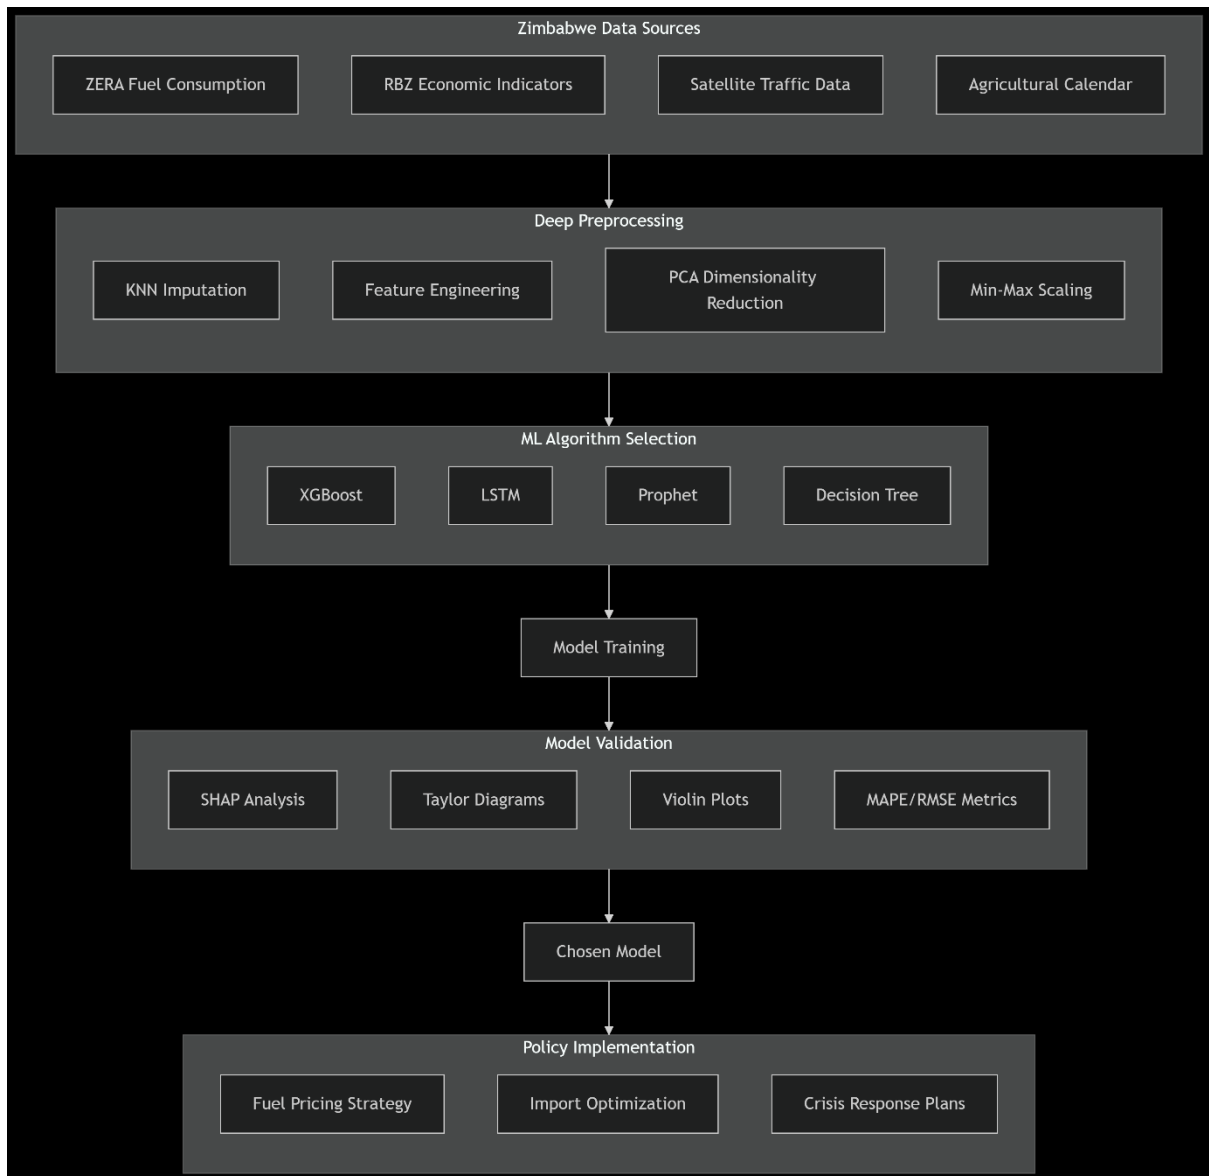 Zimbabwe Data Sources
ZERA Fuel Consumption
RBZ Economic Indicators
Satellite Traffic Data
Agricultural Calendar
Deep Preprocessing
KNN Imputation
Feature Engineering
PCA Dimensionality
Reduction
Min-Max Scaling
ML Algorithm Selection
XGBoost
LSTM
Prophet
Decision Tree
Model Training
Model Validation
SHAP Analysis
Taylor Diagrams
Violin Plots
MAPE/RMSE Metrics
Chosen Model
Policy Implementation
Fuel Pricing Strategy
Import Optimization
Crisis Response Plans